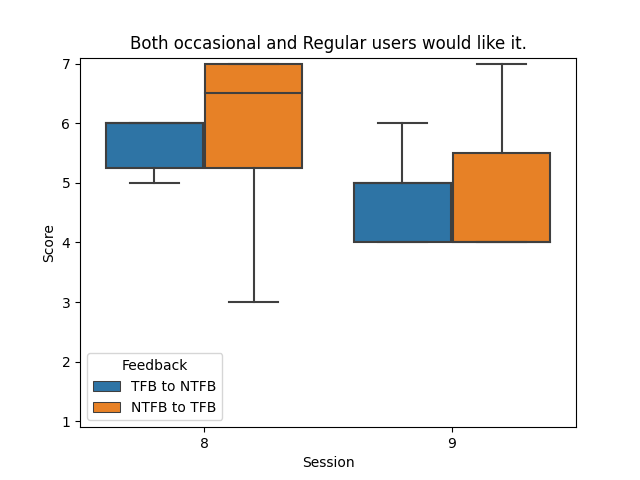 Both occasional and Regular users would like it.
7
6
5
4
3
2
1
Score
Feedback
TFB to NTFB
NTFB to TFB
8
9
Session